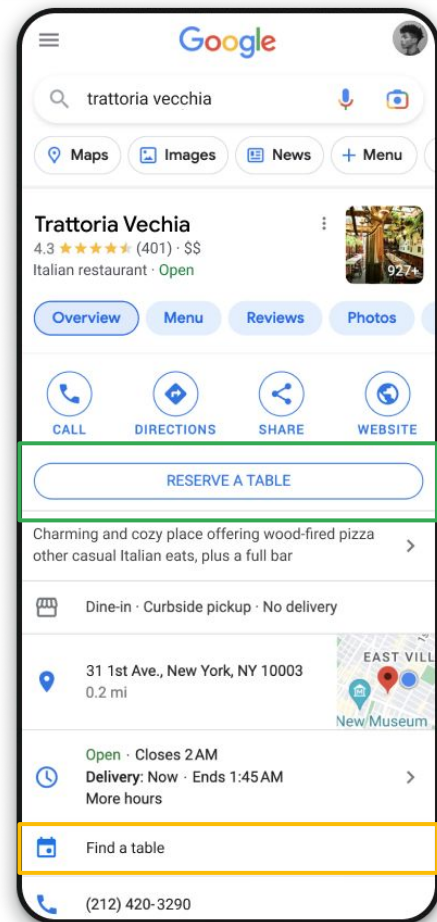 Google
trattoria vecchia
Maps
Images
News
+ Menu
Trattoria Vechia
4.3 ★★★★★ (401) · $$
Italian restaurant · Open
927+
Overview
Menu
Reviews
Photos
CALL
DIRECTIONS
SHARE
WEBSITE
RESERVE A TABLE
Charming and cozy place offering wood-fired pizza
other casual Italian eats, plus a full bar
Dine-in · Curbside pickup · No delivery
31 1st Ave., New York, NY 10003
0.2 mi
EAST VILL
New Museum
Open · Closes 2 AM
Delivery: Now · Ends 1:45 AM
More hours
Find a table
(212) 420-3290